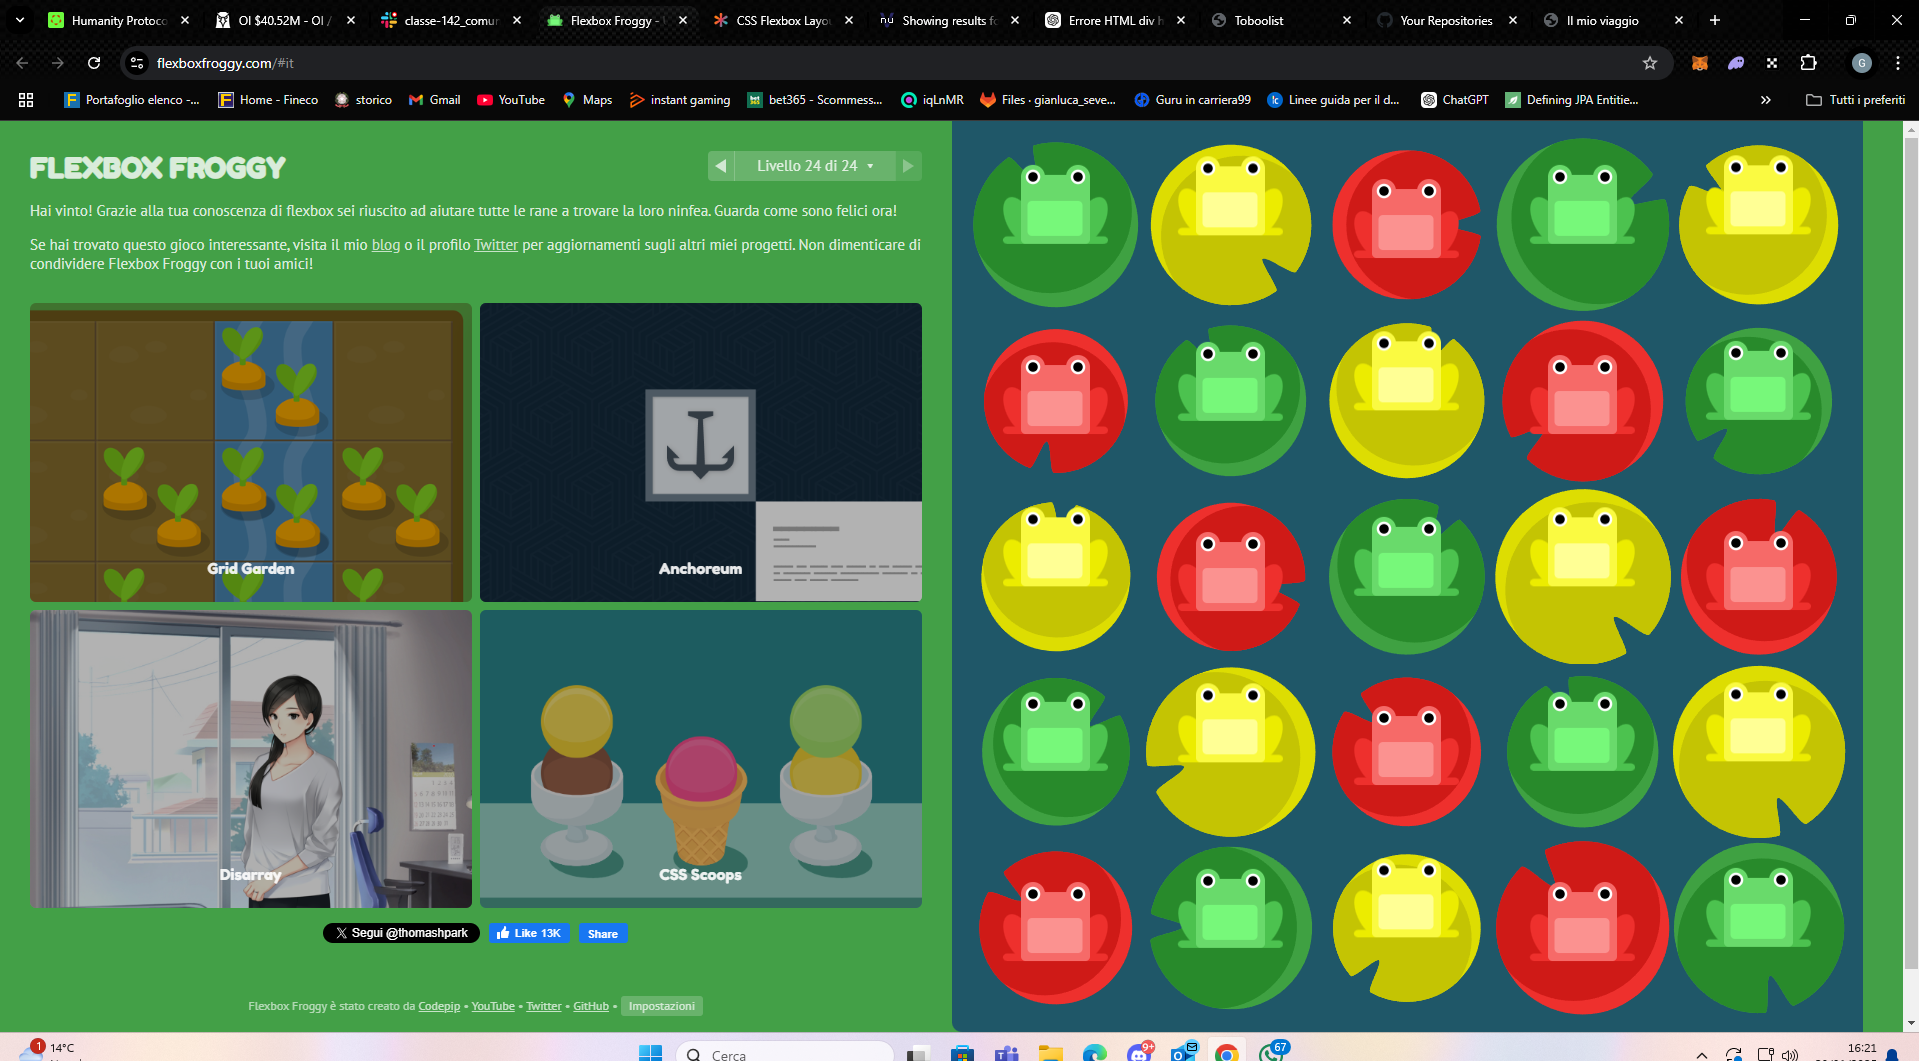 Humanity Protoco
OI $40.52M - OI /
classe-142_comu
Flexbox Froggy -
CSS Flexbox Layou
Showing results fo
Errore HTML div h
Toboolist
Your Repositories
Il mio viaggio
flexboxfroggy.com/#it
G
Portafoglio elenco -...
Home - Fineco
storico
Gmail
YouTube
Maps
instant gaming
bet365 - Scommess...
iqLnMR
Files · gianluca_seve...
Guru in carriera99
Linee guida per il d...
ChatGPT
Defining JPA Entitie...
Tutti i preferiti
FLEXBOX FROGGY
Livello 24 di 24
Hai vinto! Grazie alla tua conoscenza di flexbox sei riuscito ad aiutare tutte le rane a trovare la loro ninfea. Guarda come sono felici ora!
Se hai trovato questo gioco interessante, visita il mio blog o il profilo Twitter per aggiornamenti sugli altri miei progetti. Non dimenticare di
condividere Flexbox Froggy con i tuoi amici!
Grid Garden
Anchoreum
Disarray
CSS Scoops
Segui @thomashpark
Like 13K
Share
Flexbox Froggy è stato creato da Codepip • YouTube • Twitter • GitHub • Impostazioni
1
14°C
Cerca
9+
67
16:21